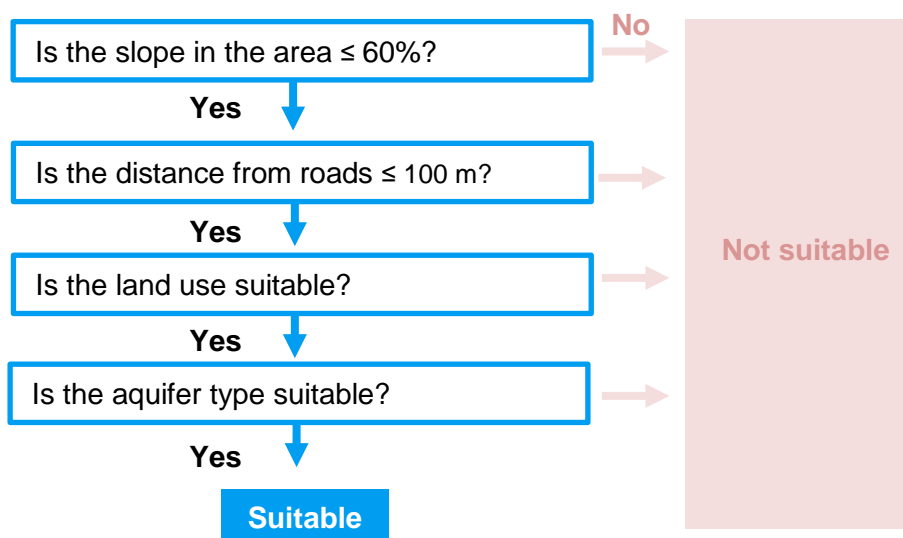 Is the slope in the area ≤ 60%?
No
Yes
Is the distance from roads ≤ 100 m?
Yes
Not suitable
Is the land use suitable?
Yes
Is the aquifer type suitable?
Yes
Suitable